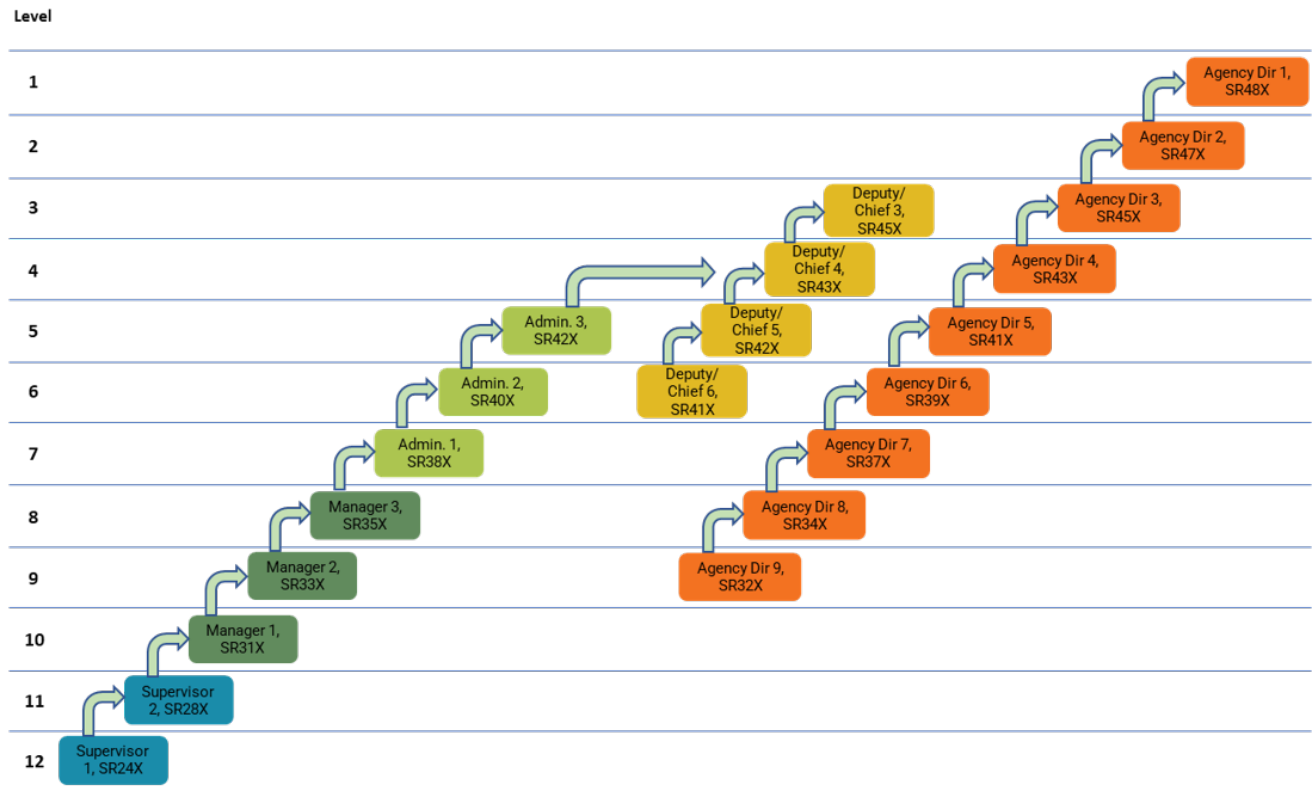 Level
1
Agency Dir 1,
SR48X
2
Agency Dir 2,
SR47X
3
Deputy/
Chief 3,
SR45X
Agency Dir 3,
SR45X
4
Deputy/
Chief 4,
SR43X
Agency Dir 4,
SR43X
5
Admin. 3,
SR42X
Deputy/
Chief 5,
SR42X
Agency Dir 5,
SR41X
6
Admin. 2,
SR40X
Deputy/
Chief 6,
SR41X
Agency Dir 6,
SR39X
7
Admin. 1,
SR38X
Agency Dir 7,
SR37X
8
Manager 3,
SR35X
Agency Dir 8,
SR34X
9
Manager 2,
SR33X
Agency Dir 9,
SR32X
10
Manager 1,
SR31X
11
Supervisor
2, SR28X
12
Supervisor
1, SR24X